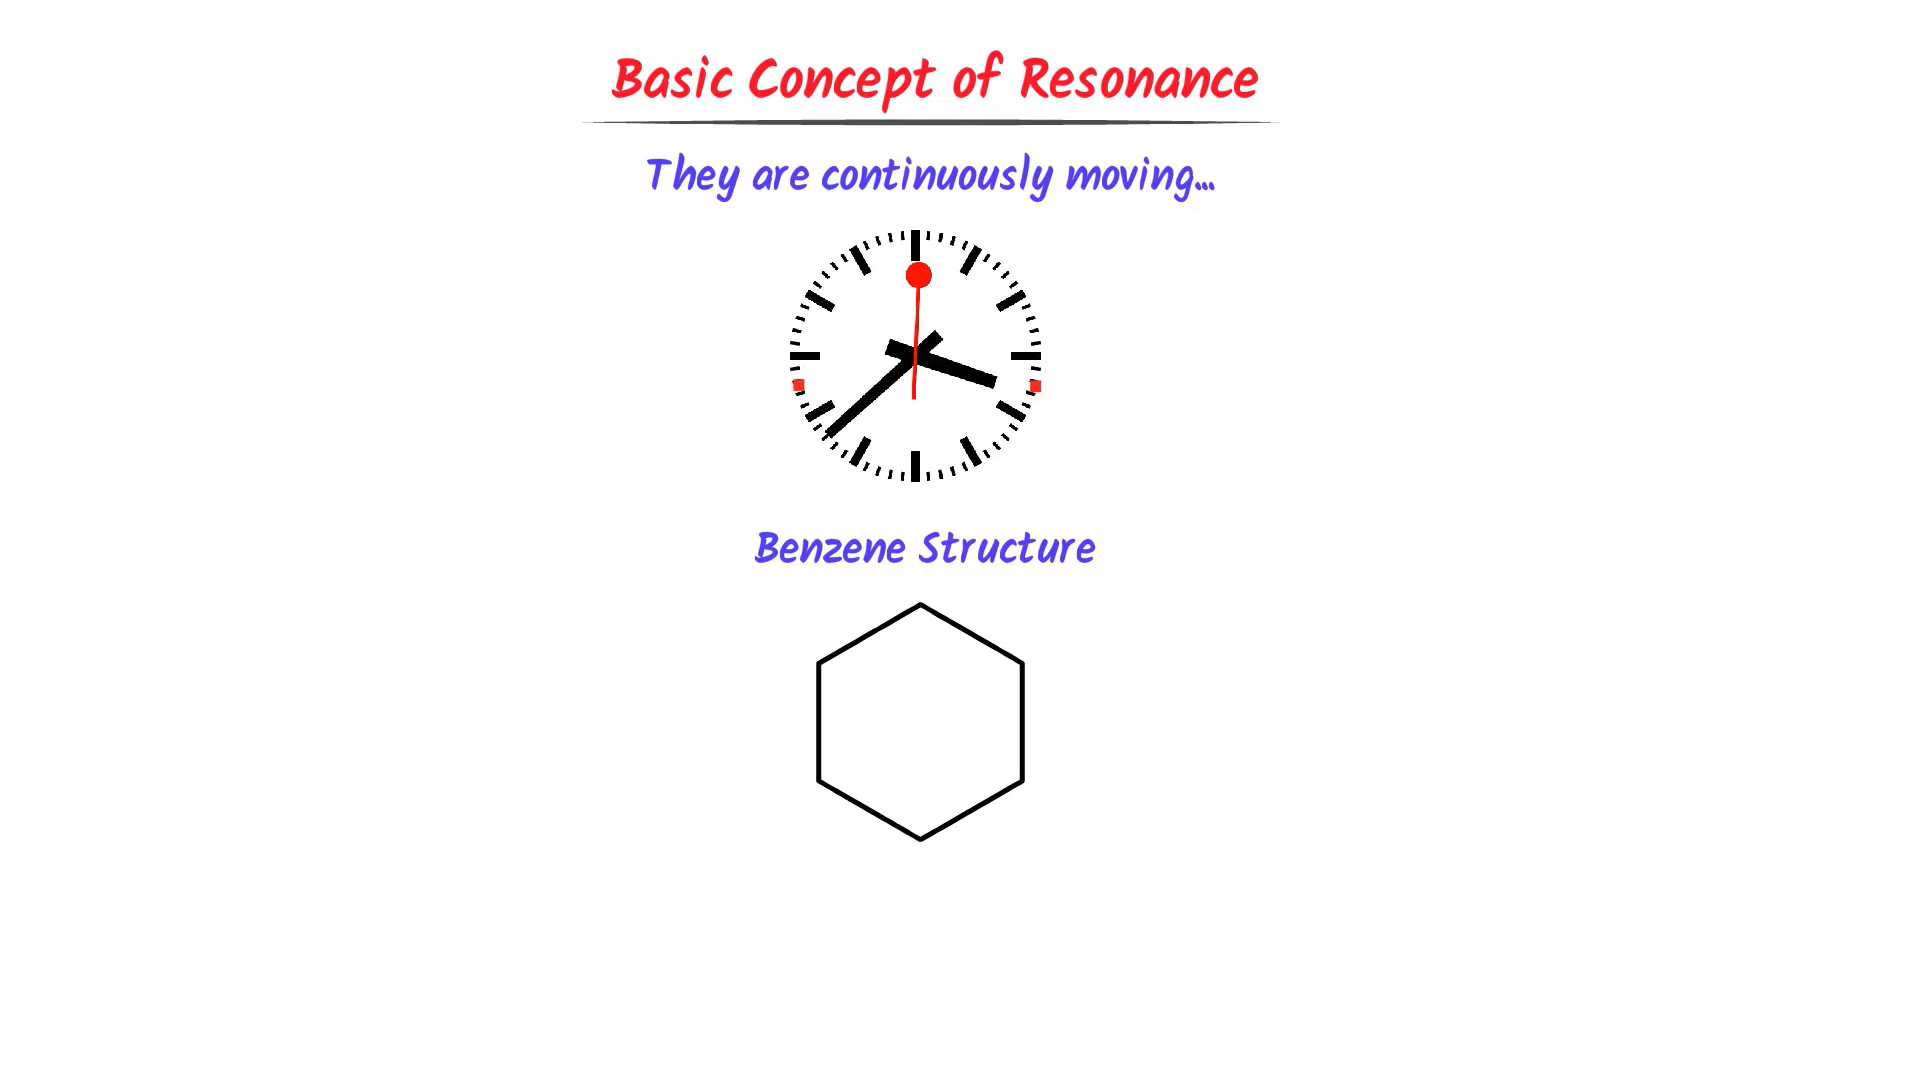 Basic Concept of Resonance
They are continuously moving...
Benzene Structure